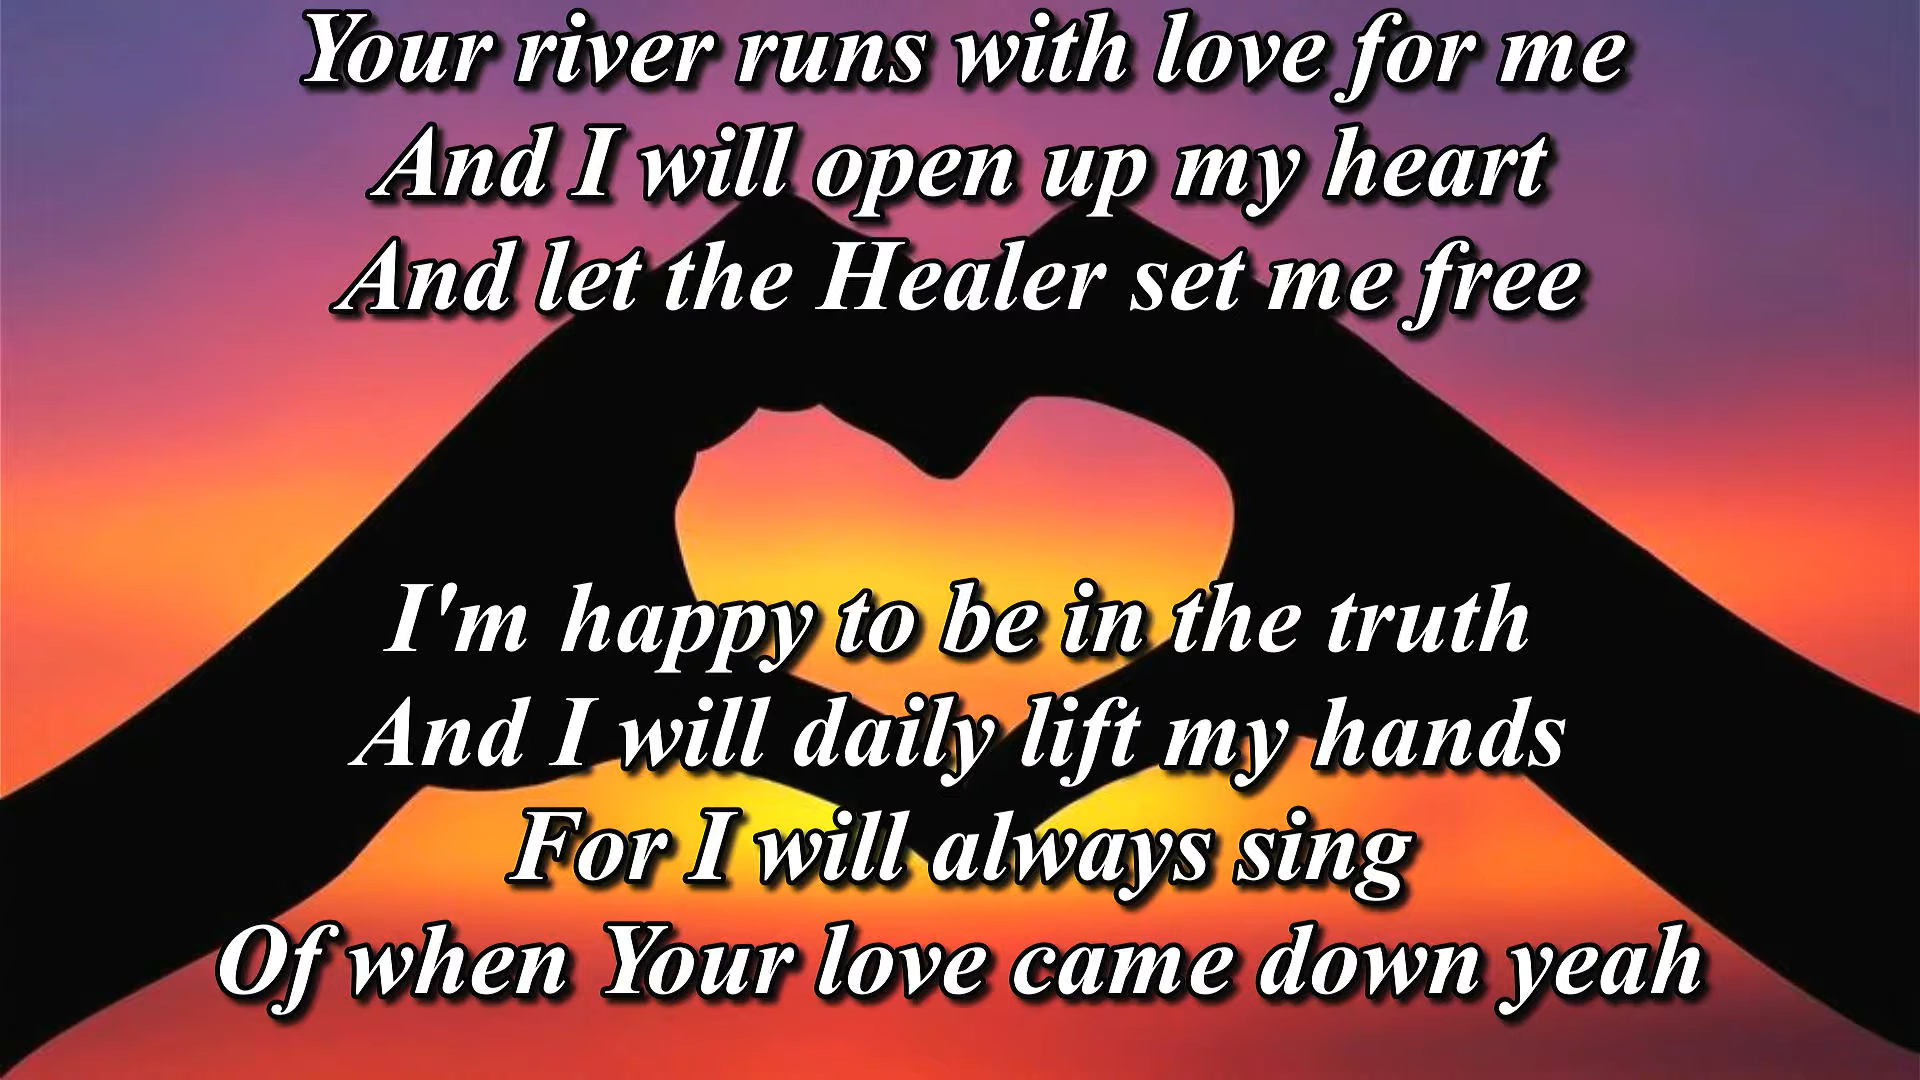 Your river runs with love for me
And I will open up my heart
And let the Healer set me free
I'm happy to be in the truth
And I will daily lift my hands
For I will always sing
Of when Your love came down yeah